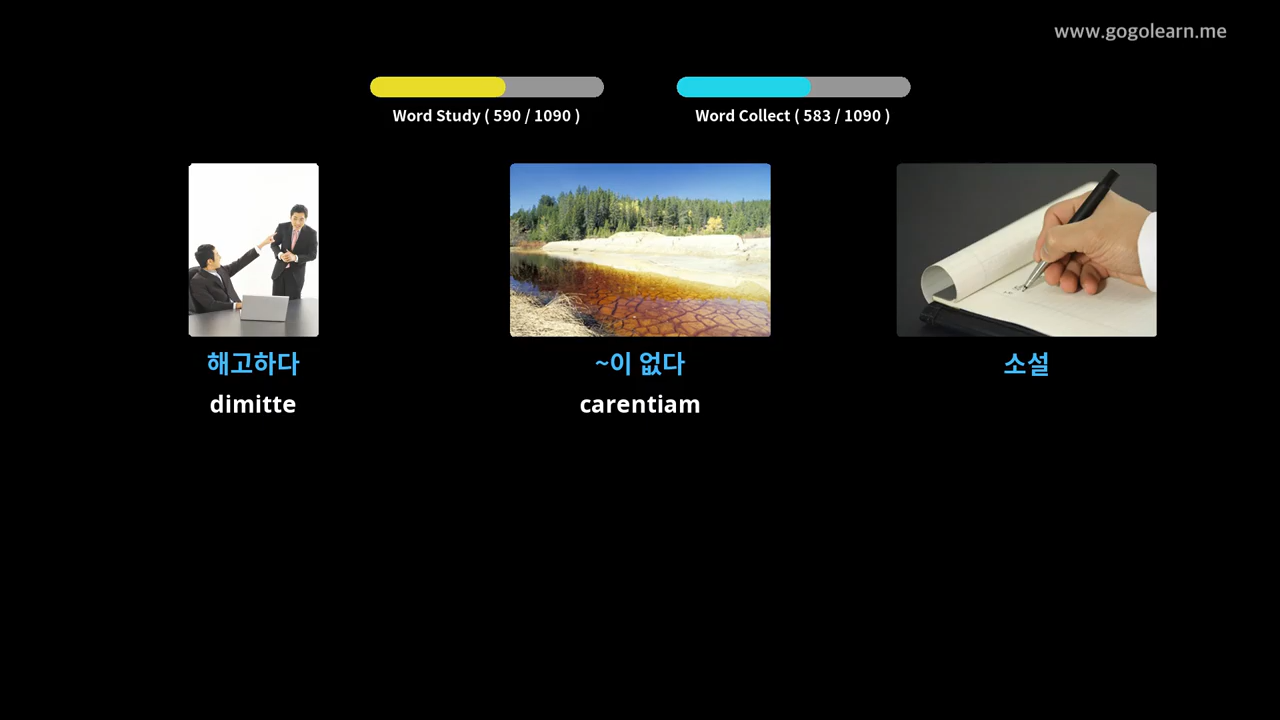 www.gogolearn.me
Word Study ( 590 / 1090 )
Word Collect ( 583 / 1090 )
해고하다
~이 없다
소설
dimitte
carentiam